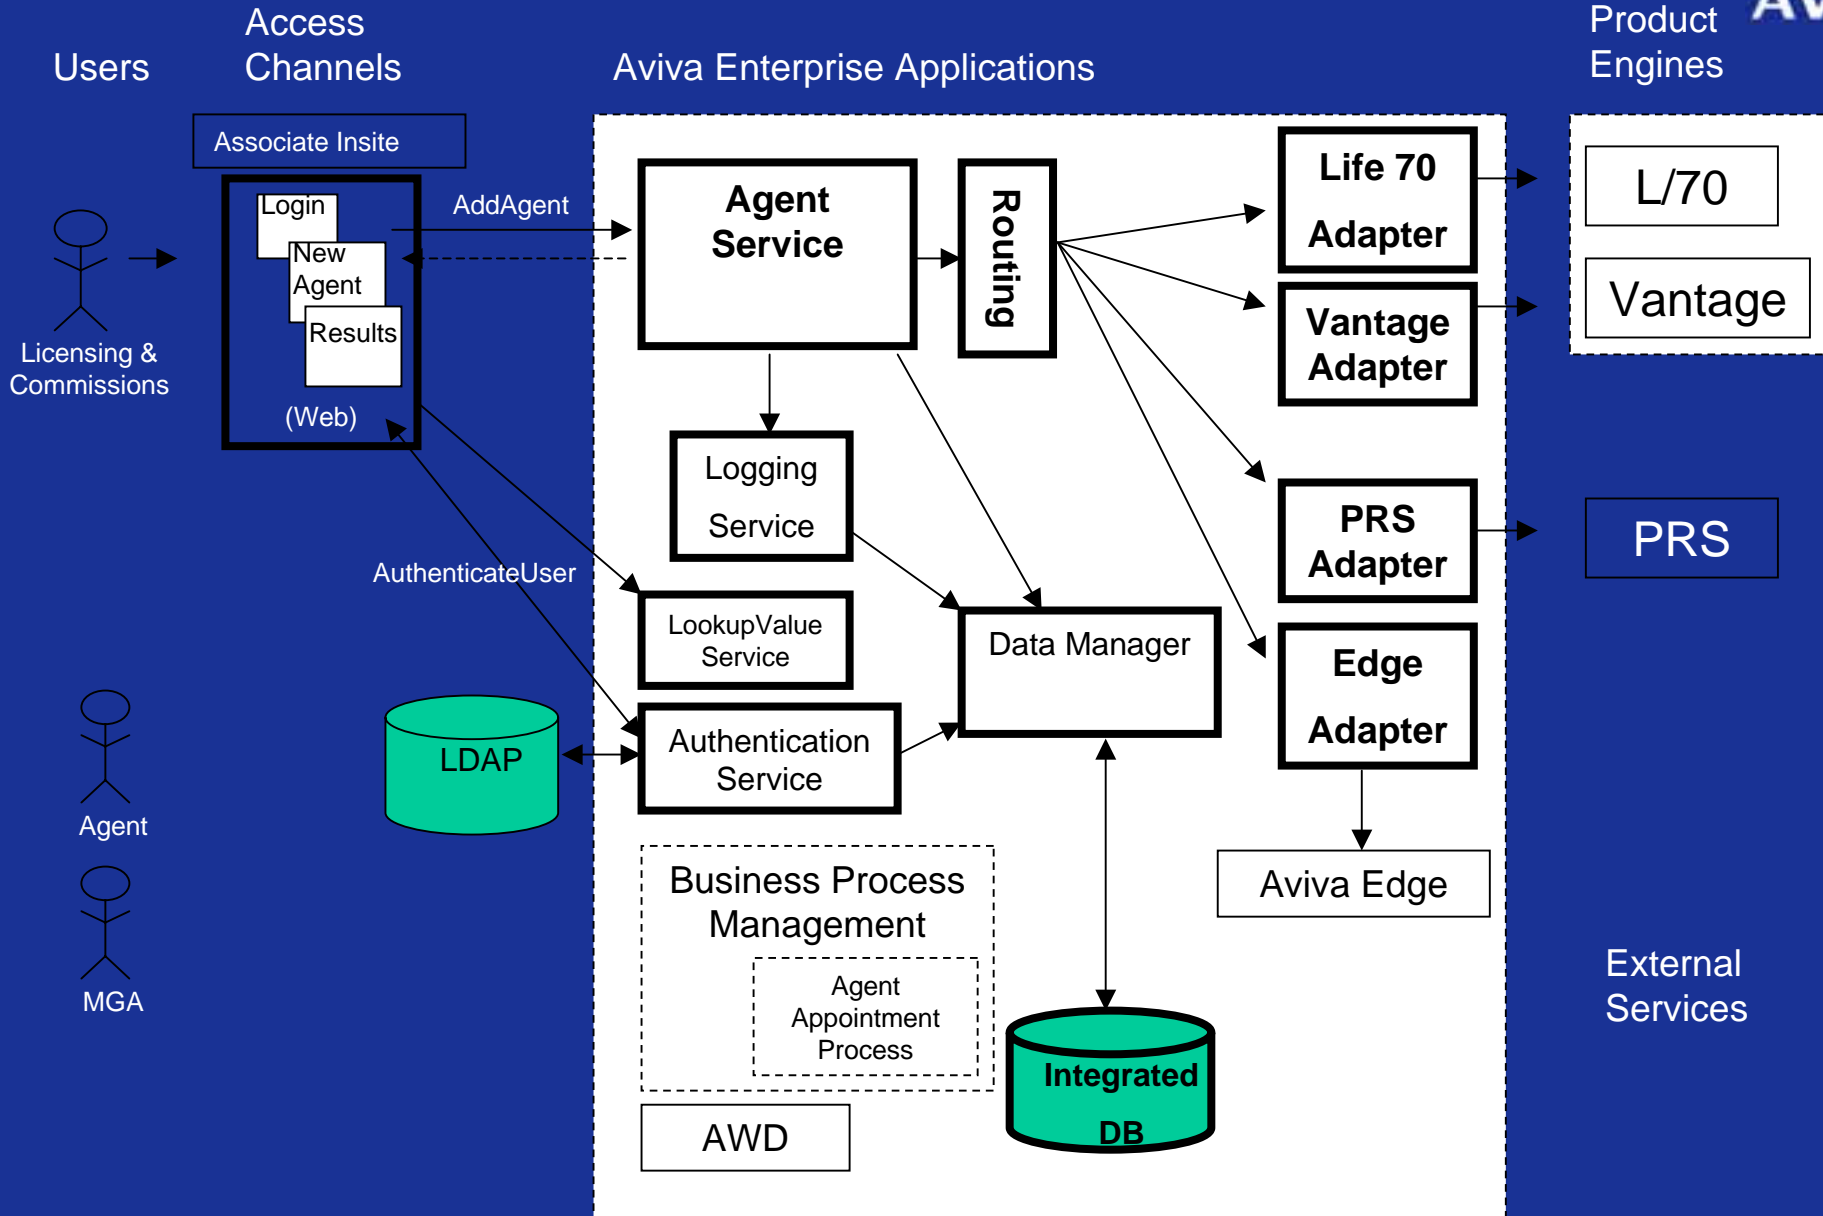 Users
Access
Channels
Aviva Enterprise Applications
Product
Engines
Associate Insite
Login
New
Agent
Results
(Web)
Licensing &
Commissions
AddAgent
Agent
Service
Routing
Life 70
Adapter
Vantage
Adapter
PRS
Adapter
Edge
Adapter
L/70
Vantage
PRS
Logging
Service
AuthenticateUser
LookupValue
Service
Data Manager
Authentication
Service
LDAP
Agent
MGA
Business Process
Management
Agent
Appointment
Process
AWD
Integrated
DB
Aviva Edge
External
Services